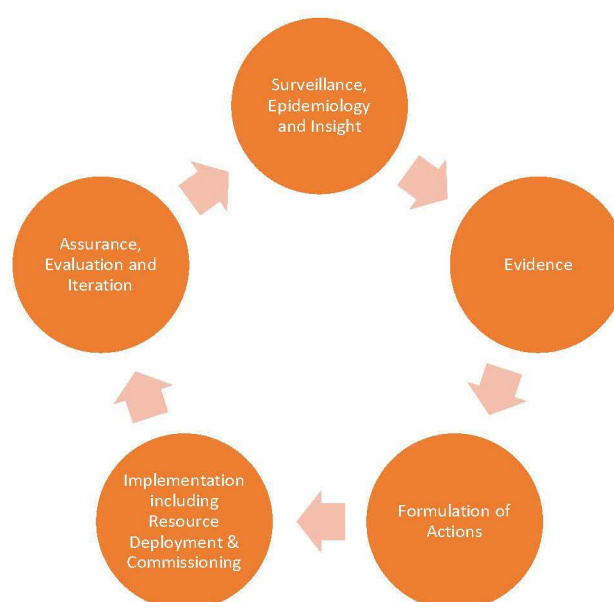 Surveillance,
Epidemiology
and Insight
Evidence
Formulation of
Actions
Implementation
including
Resource
Deployment &
Commissioning
Assurance,
Evaluation and
Iteration